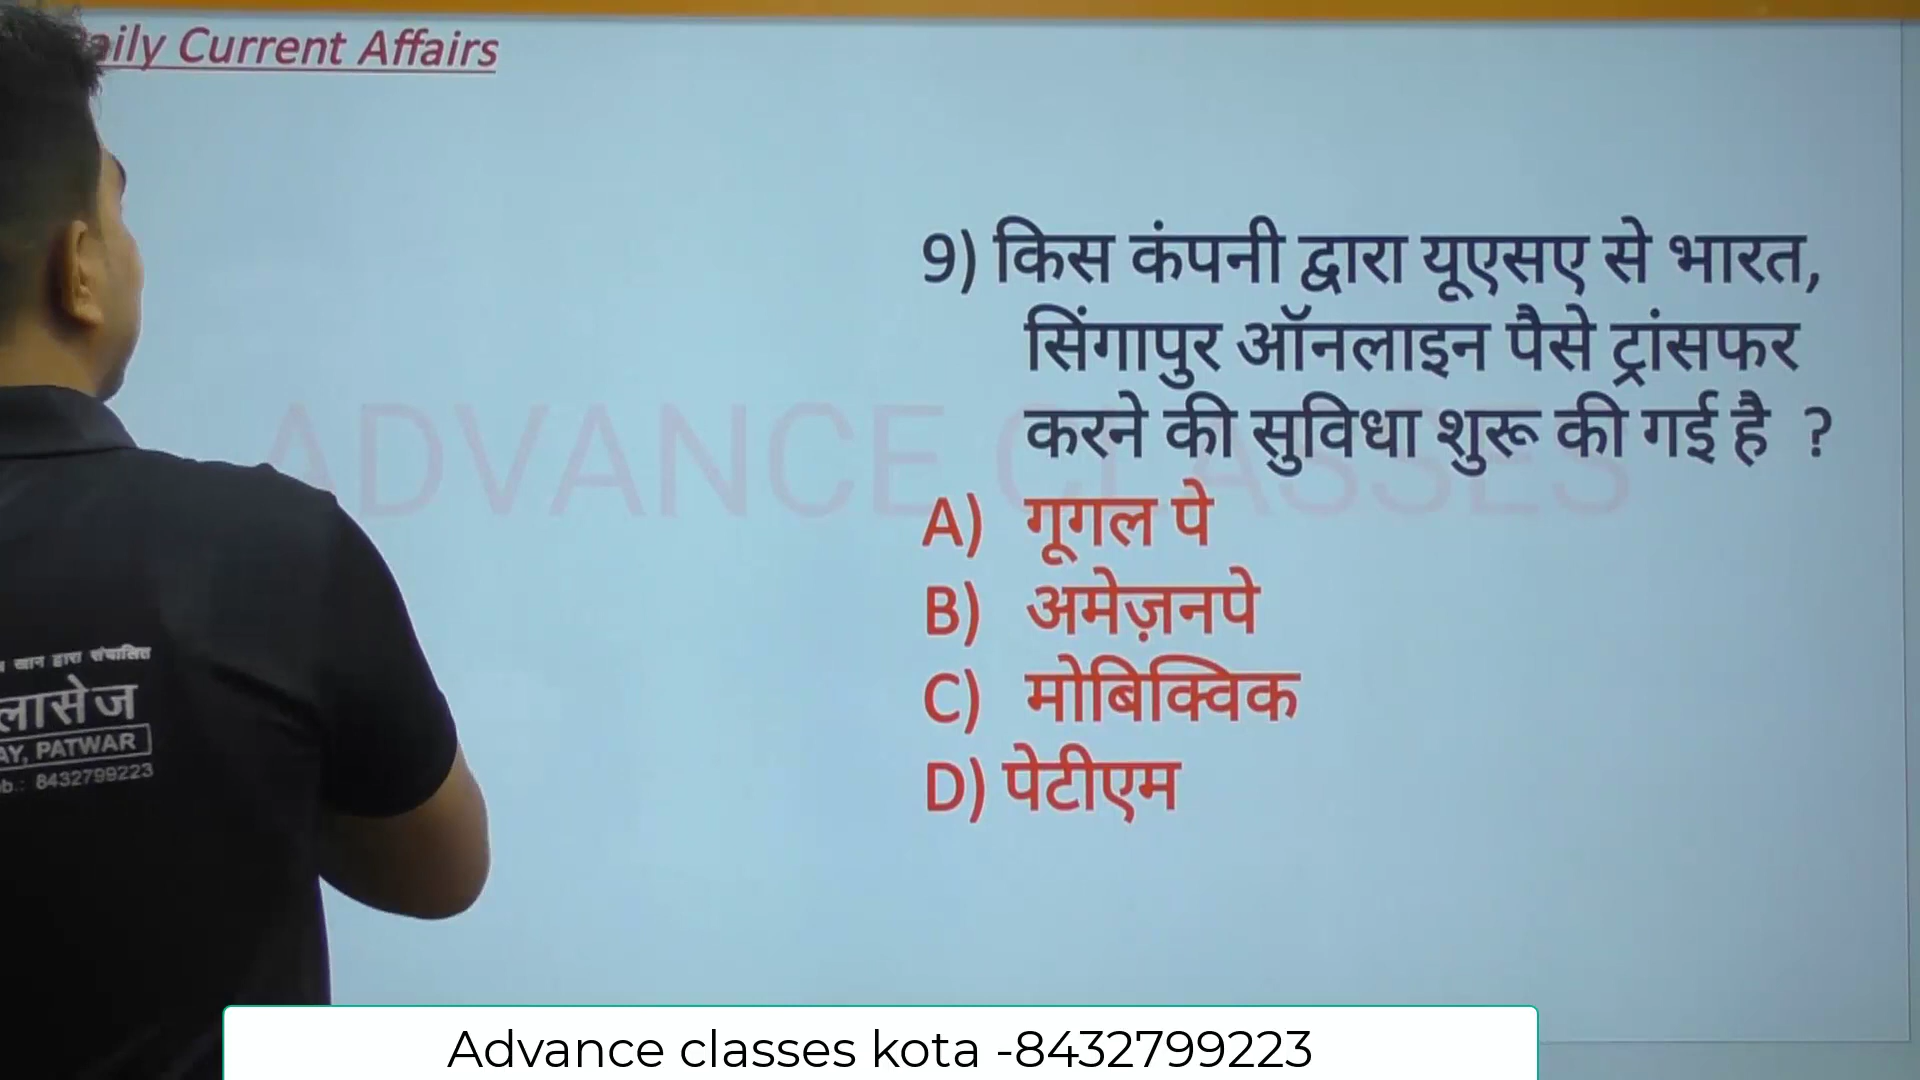 aily Current Affairs
9) किस कंपनी द्वारा यूएसए से भारत,
सिंगापुर ऑनलाइन पैसे ट्रांसफर
करने की सुविधा शुरू की गई है ?
ADVANCE CLASSES
A) गूगल पे
B) अमेज़नपे
C) मोबिक्विक
D) पेटीएम
खान द्वारा संचालित
लासेज
AY, PATWAR
ob.: 8432799223
Advance classes kota -8432799223